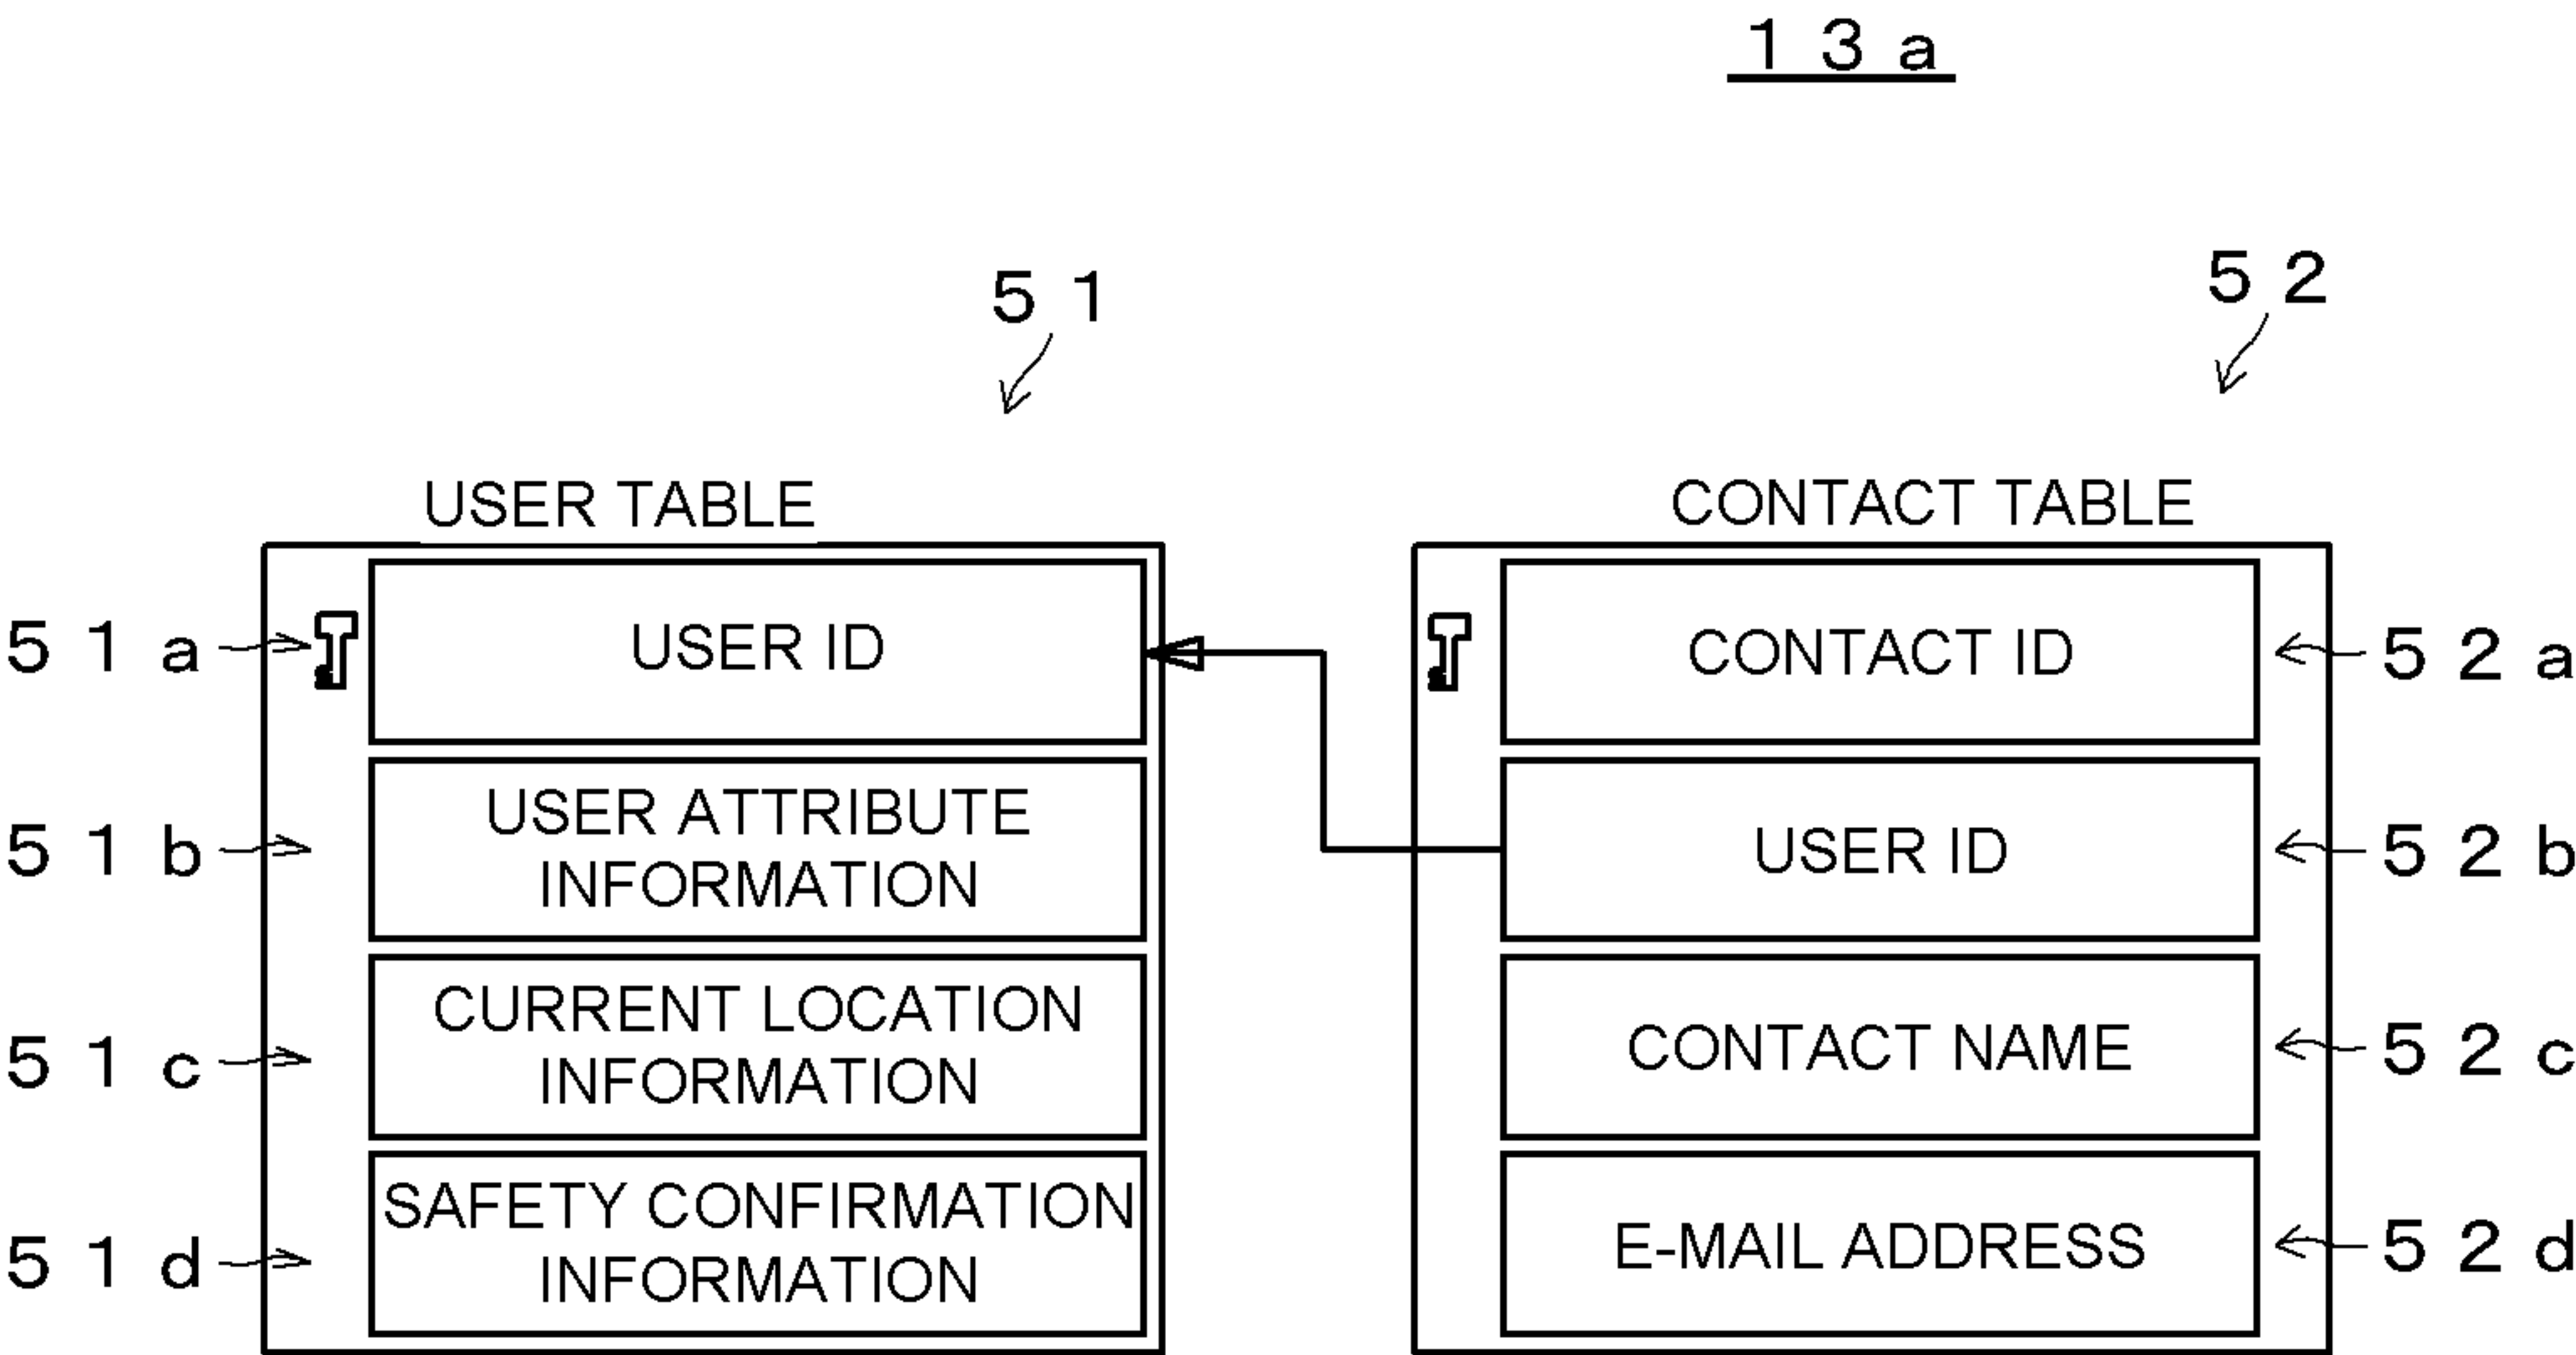 13a
51
52
USER TABLE
51a
USER ID
51b
USER ATTRIBUTE
INFORMATION
51c
CURRENT LOCATION
INFORMATION
51d
SAFETY CONFIRMATION
INFORMATION
CONTACT TABLE
CONTACT ID
52a
USER ID
52b
CONTACT NAME
52c
E-MAIL ADDRESS
52d